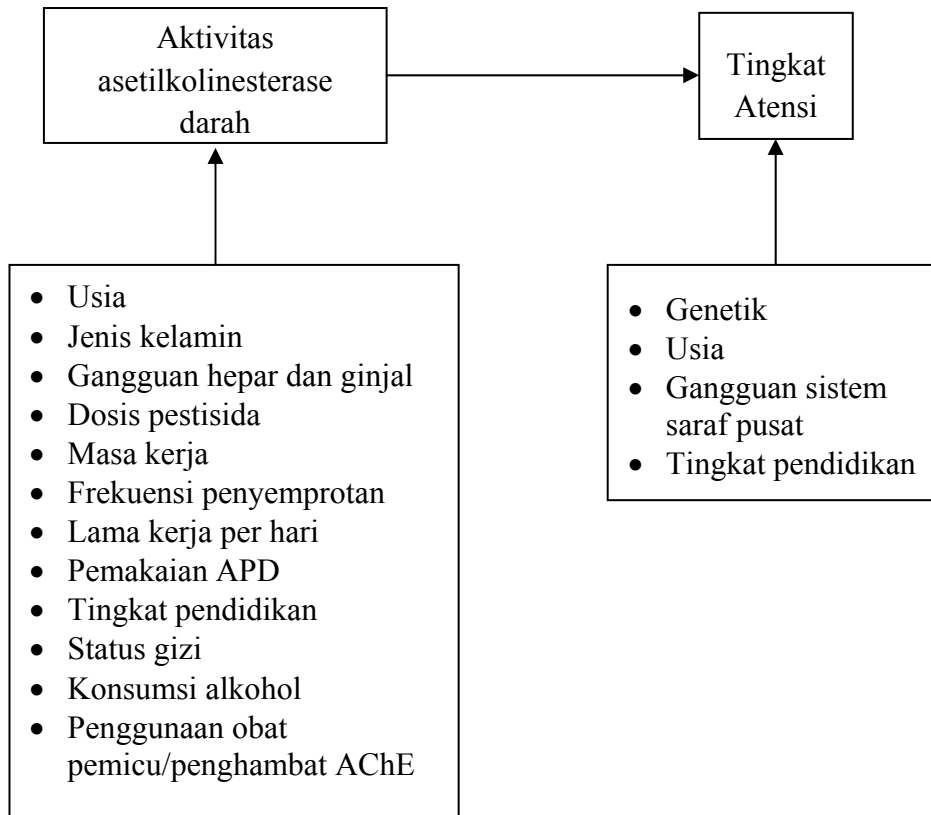 Aktivitas
asetilkolinesterase
darah
Tingkat
Atensi
• Usia
• Jenis kelamin
• Gangguan hepar dan ginjal
• Dosis pestisida
• Masa kerja
• Frekuensi penyemprotan
• Lama kerja per hari
• Pemakaian APD
• Tingkat pendidikan
• Status gizi
• Konsumsi alkohol
• Penggunaan obat
pemicu/penghambat AChE
• Genetik
• Usia
• Gangguan sistem
saraf pusat
• Tingkat pendidikan